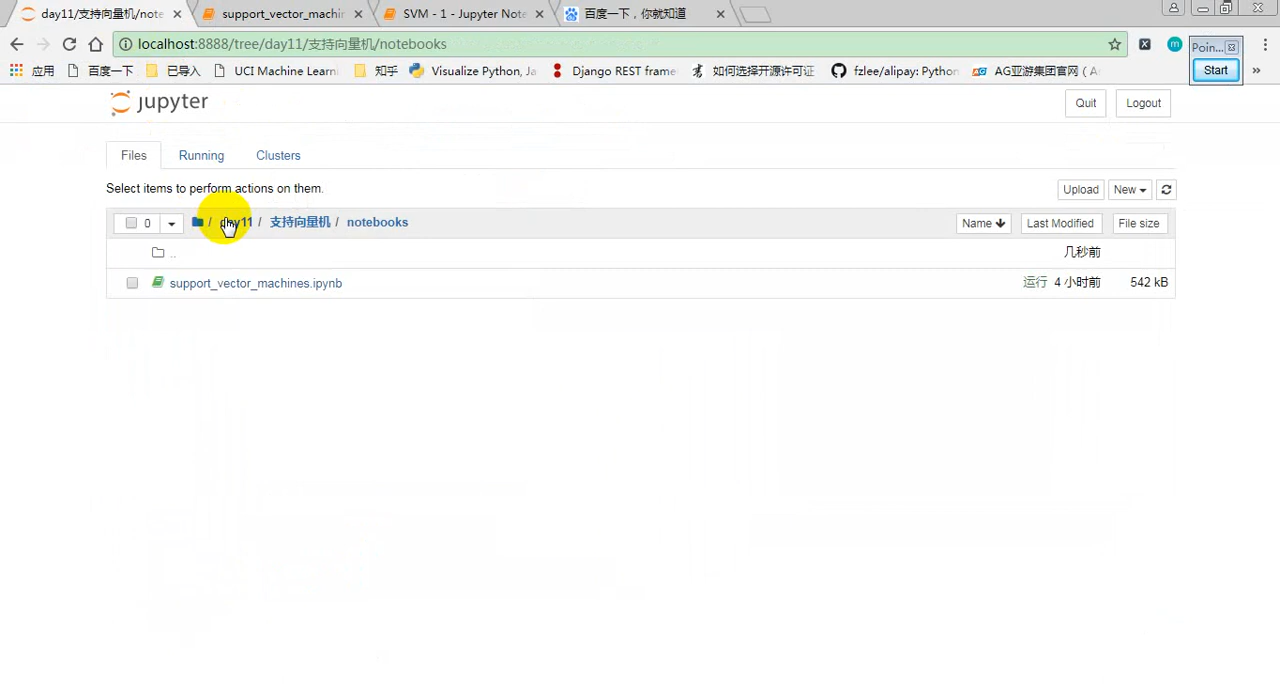 day11/支持向量机/note
support_vector_machin
SVM - 1 - Jupyter Note
百度一下，你就知道
localhost:8888/tree/day11/支持向量机/notebooks
Poin...
应用
百度一下
已导入
UCI Machine Learni
知乎
Visualize Python, Ja
Django REST frame
如何选择开源许可证
fzlee/alipay: Python
AG亚游集团官网 ( A
Start
jupyter
Quit
Logout
Files
Running
Clusters
Select items to perform actions on them.
Upload
New
0
/ day11 / 支持向量机 / notebooks
Name
Last Modified
File size
..
几秒前
support_vector_machines.ipynb
运行 4 小时前
542 kB